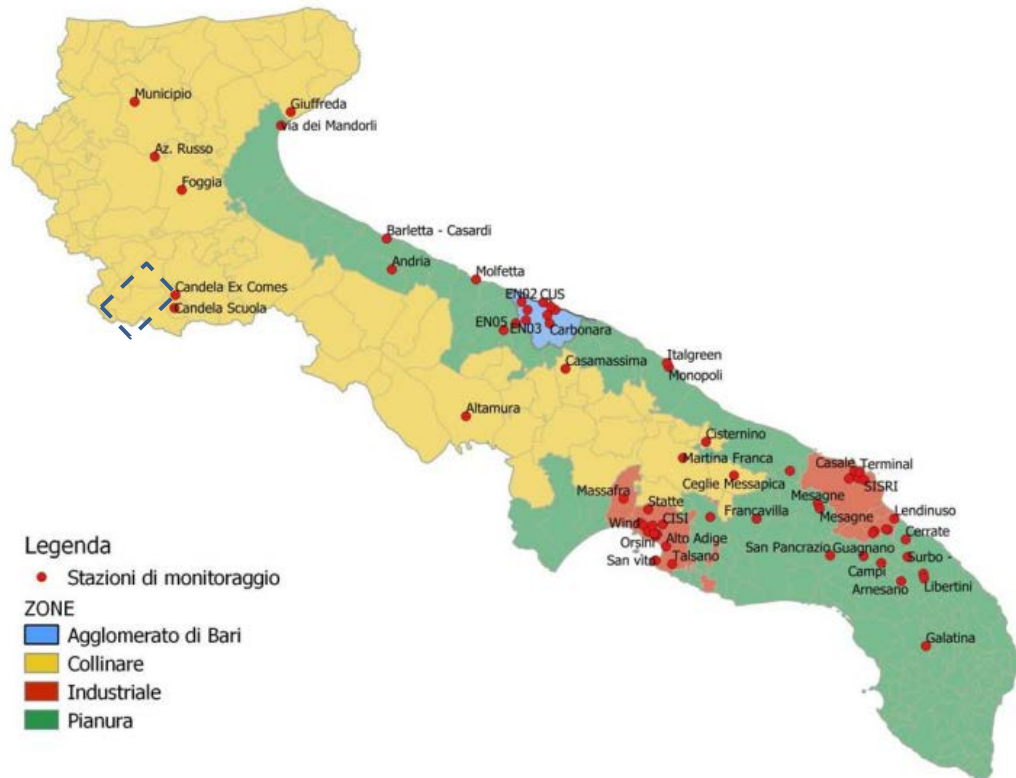 Municipio
Giuffreda
via dei Mandorli
Az. Russo
Foggia
Barletta - Casardi
Andria
Molfetta
Candela Ex Comes
Candela Scuola
EN02 CUS
EN05
EN03
Carbonara
Casamassima
Italgreen
Monopoli
Altamura
Cisternino
Martina Franca
Ceglie Messapica
Casale Terminal
SISRI
Massafra
Statte
Mesagne
Mesagne
Francavilla
Lendinuso
Wind
CISI
Cerrate
Orsini
Alto Adige
San vito
Talsano
San Pancrazio
Guagnano
Surbo -
Campi
Arnesano
Libertini
Galatina
Legenda
Stazioni di monitoraggio
ZONE
Agglomerato di Bari
Collinare
Industriale
Pianura